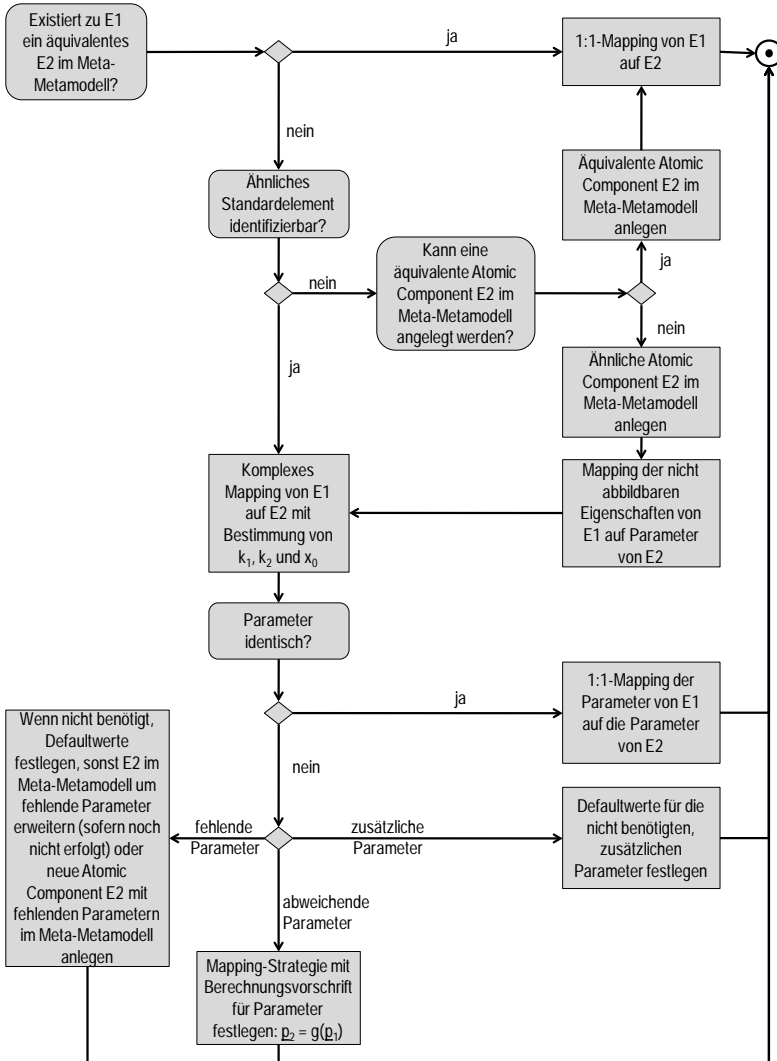 Existiert zu E1
ein äquivalentes
E2 im Meta-
Metamodell?
ja
1:1-Mapping von E1
auf E2
nein
Ähnliches
Standardelement
identifizierbar?
Äquivalente Atomic
Component E2 im
Meta-Metamodell
anlegen
nein
Kann eine
äquivalente Atomic
Component E2 im
Meta-Metamodell
angelegt werden?
ja
nein
ja
Ähnliche Atomic
Component E2 im
Meta-Metamodell
anlegen
Komplexes
Mapping von E1
auf E2 mit
Bestimmung von
k₁, k₂ und x₀
Mapping der nicht
abbildbaren
Eigenschaften von
E1 auf Parameter
von E2
Parameter
identisch?
ja
1:1-Mapping der
Parameter von E1
auf die Parameter
von E2
nein
Wenn nicht benötigt,
Defaultwerte
festlegen, sonst E2 im
Meta-Metamodell um
fehlende Parameter
erweitern (sofern noch
nicht erfolgt) oder
neue Atomic
Component E2 mit
fehlenden Parametern
im Meta-Metamodell
anlegen
fehlende
Parameter
zusätzliche
Parameter
Defaultwerte für die
nicht benötigten,
zusätzlichen
Parameter festlegen
abweichende
Parameter
Mapping-Strategie mit
Berechnungsvorschrift
für Parameter
festlegen: p₂ = g(p₁)